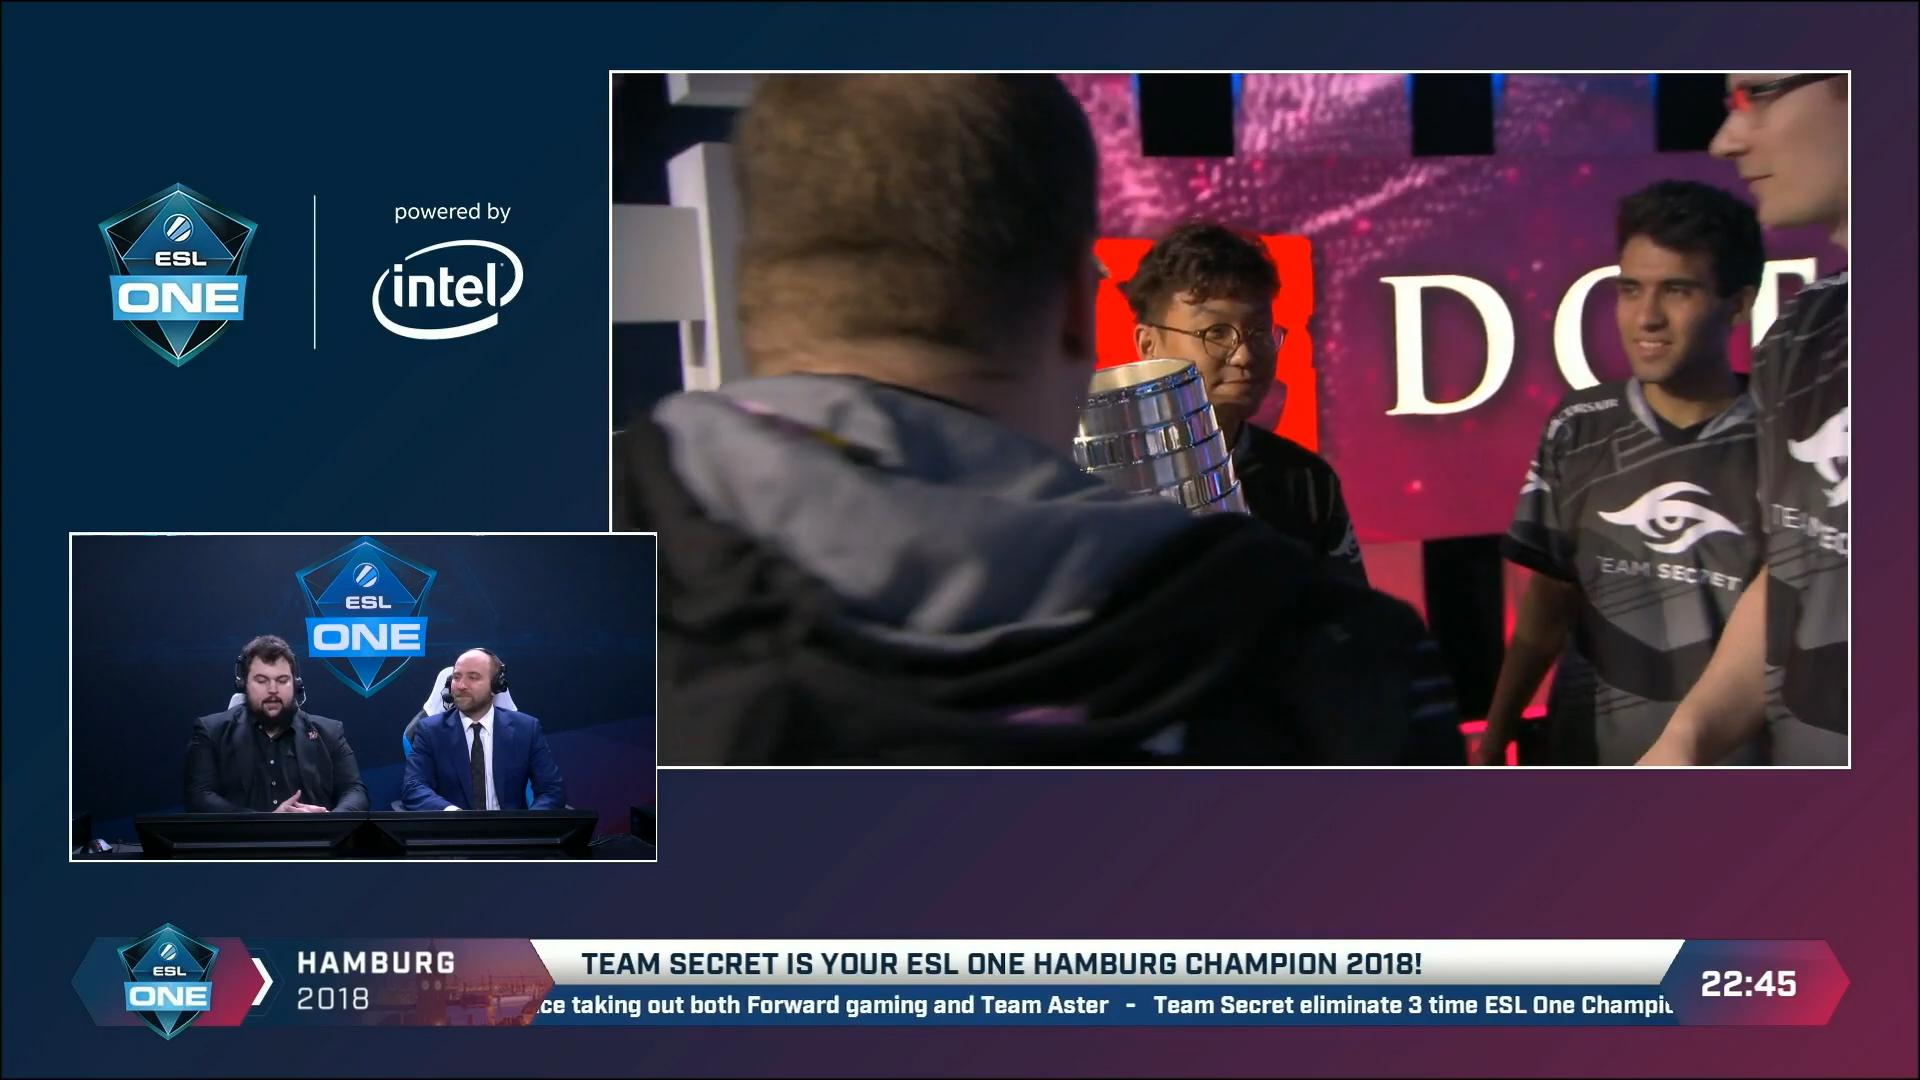 powered by
ESL
ONE
intel
D
CORSAIR
TEAM SECRET
ESL
ONE
ESL
ONE
HAMBURG
2018
TEAM SECRET IS YOUR ESL ONE HAMBURG CHAMPION 2018!
taking out both Forward gaming and Team Aster - Team Secret eliminate 3 time ESL One
22:45